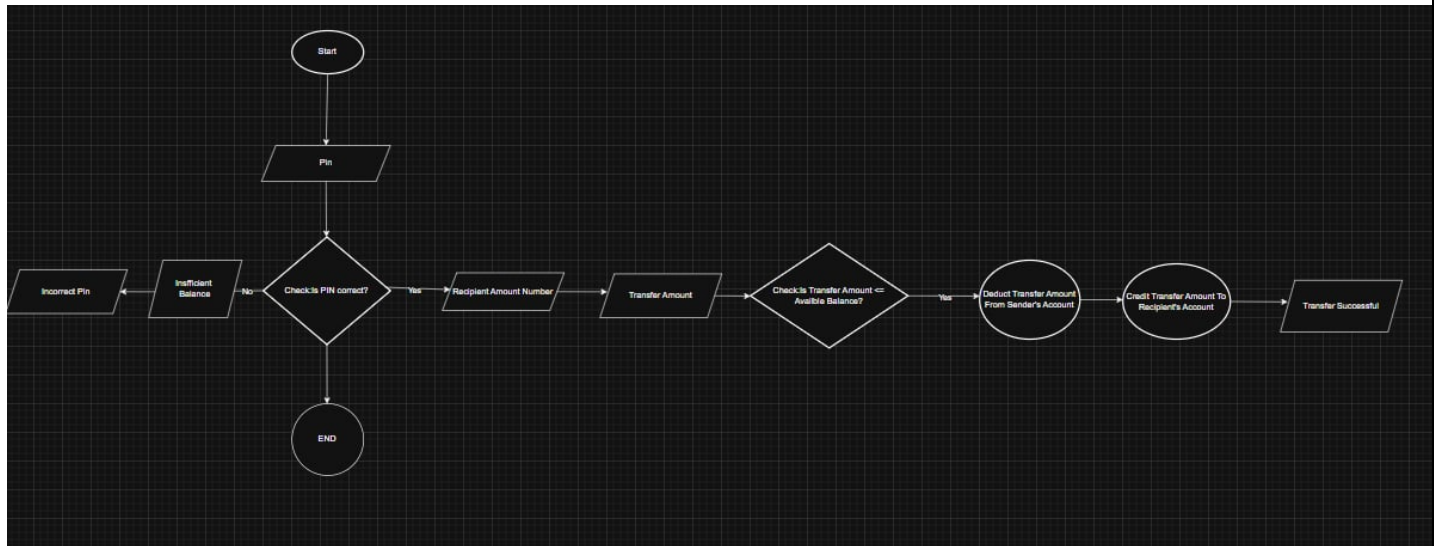 Start
Pin
Incorrect Pin
Insfficient
Balance
No
Check:Is PIN correct?
Yes
Recipient Amount Number
Transfer Amount
Check:Is Transfer Amount <=
Availble Balance?
Yes
Deduct Transfer Amount
From Sender's Account
Credit Transfer Amount To
Recipient's Account
Transfer Successful
END